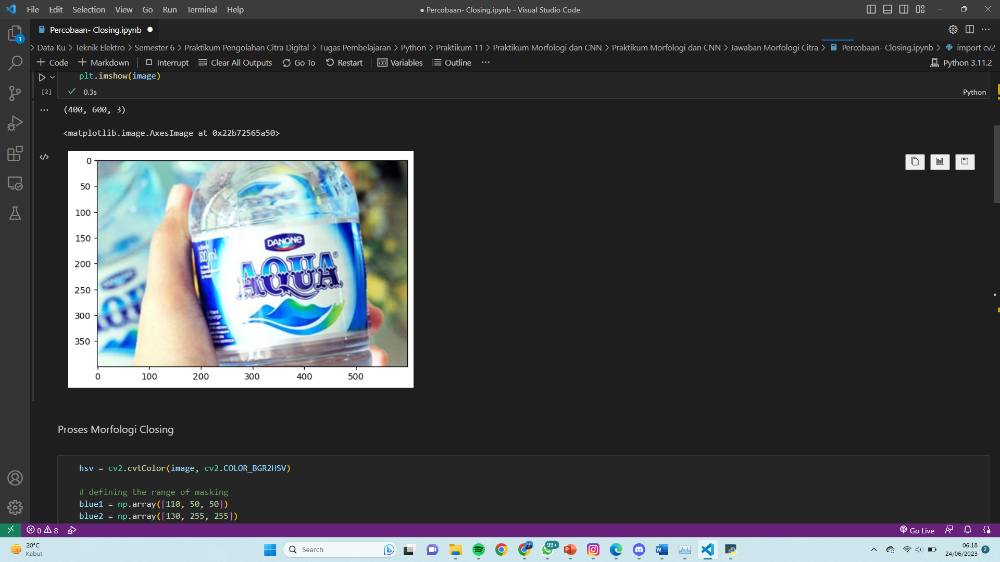 File Edit Selection View Go Run Terminal Help
● Percobaan- Closing.ipynb - Visual Studio Code
1
Percobaan- Closing.ipynb ●
> Data Ku > Teknik Elektro > Semester 6 > Praktikum Pengolahan Citra Digital > Tugas Pembelajaran > Python > Praktikum 11 > Praktikum Morfologi dan CNN > Praktikum Morfologi dan CNN > Jawaban Morfologi Citra > Percobaan- Closing.ipynb > import cv2
+ Code + Markdown Interrupt Clear All Outputs Go To Restart Variables Outline ··· Python 3.11.2
plt.imshow(image)
[2] ✓ 0.3s Python
··· (400, 600, 3)
<matplotlib.image.AxesImage at 0x22b72565a50>
</>
0
50
100
150
200
250
300
350
0 100 200 300 400 500
DANONE
AQUA®
600 ml
Proses Morfologi Closing
hsv = cv2.cvtColor(image, cv2.COLOR_BGR2HSV)
# defining the range of masking
blue1 = np.array([110, 50, 50])
blue2 = np.array([130, 255, 255])
0 8 Go Live
20°C
Kabut
Search
99+
06:18
24/06/2023
2